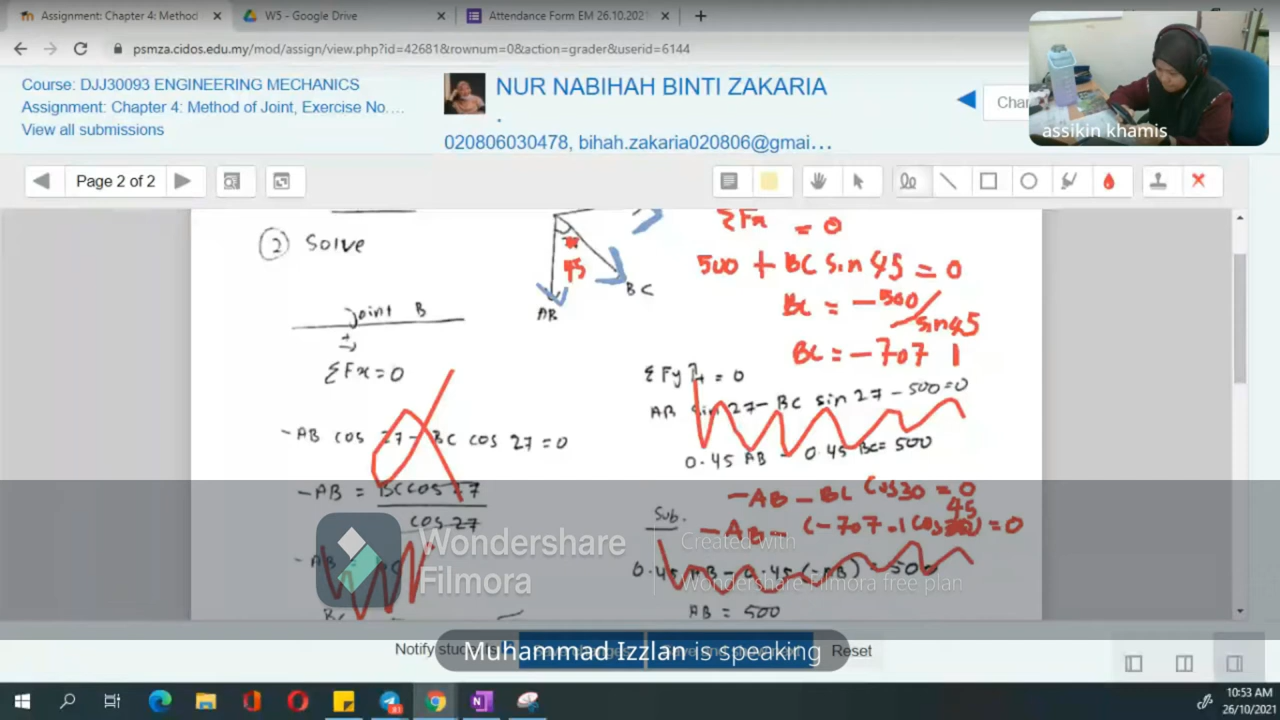 Assignment: Chapter 4: Method
W5 - Google Drive
Attendance Form EM 26.10.202
psmza.cidos.edu.my/mod/assign/view.php?id=42681&rownum=0&action=grader&userid=6144
Course: DJJ30093 ENGINEERING MECHANICS
Assignment: Chapter 4: Method of Joint, Exercise No....
View all submissions
NUR NABIHAH BINTI ZAKARIA
.
020806030478, bihah.zakaria020806@gmai...
Char
assikin khamis
Page 2 of 2
② Solve
45
BC
AB
ΣFx = 0
500 + BC sin 45 = 0
BC = -500/sin45
BC = -707 1
Joint B
ΣFx = 0
-AB cos 27 - BC cos 27 = 0
-AB = BC cos 27
cos 27
-AB = BC
ΣFy = 0
AB sin 27 - BC sin 27 - 500 = 0
0.45 AB - 0.45 BC = 500
-AB - BC cos 30 = 0
45
Sub.
-AB - (-707.1 cos) = 0
0.45 AB - 0.45 (-AB) = 500
AB = 500
Wondershare
Filmora
Created with
Wondershare Filmora free plan
Notify
Muhammad Izzlan is speaking
Reset
10:53 AM
26/10/2021